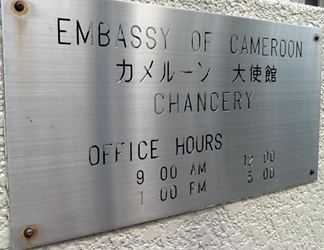 EMBASSY OF CAMEROON
カメルーン 大使館
CHANCERY
OFFICE HOURS
9 00 AM 12 00
1 00 PM 5 00